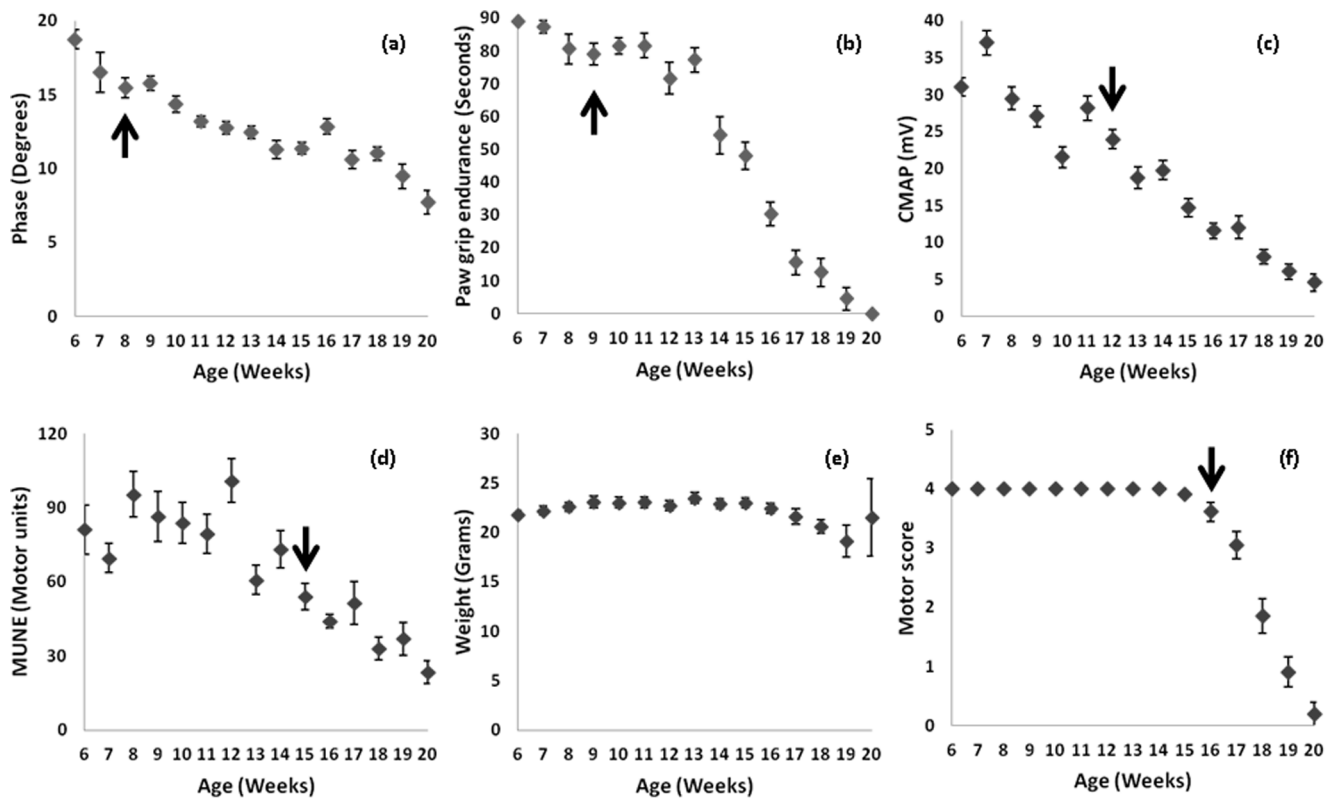 (a)
Phase (Degrees)
20
15
10
5
0
6 7 8 9 10 11 12 13 14 15 16 17 18 19 20
Age (Weeks)
(b)
Paw grip endurance (Seconds)
90
80
70
60
50
40
30
20
10
0
6 7 8 9 10 11 12 13 14 15 16 17 18 19 20
Age (Weeks)
(c)
CMAP (mV)
40
35
30
25
20
15
10
5
0
6 7 8 9 10 11 12 13 14 15 16 17 18 19 20
Age (Weeks)
(d)
MUNE (Motor units)
120
90
60
30
0
6 7 8 9 10 11 12 13 14 15 16 17 18 19 20
Age (Weeks)
(e)
Weight (Grams)
30
25
20
15
10
5
0
6 7 8 9 10 11 12 13 14 15 16 17 18 19 20
Age (Weeks)
(f)
Motor score
5
4
3
2
1
0
6 7 8 9 10 11 12 13 14 15 16 17 18 19 20
Age (Weeks)